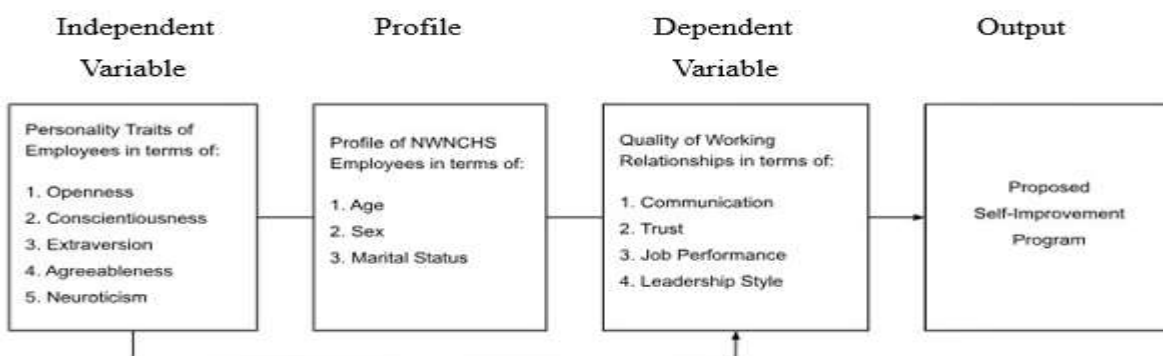 Independent
Variable
Profile
Dependent
Variable
Output
Personality Traits of
Employees in terms of:
1. Openness
2. Conscientiousness
3. Extraversion
4. Agreeableness
5. Neuroticism
Profile of NWNCHS
Employees in terms of:
1. Age
2. Sex
3. Marital Status
Quality of Working
Relationships in terms of:
1. Communication
2. Trust
3. Job Performance
4. Leadership Style
Proposed
Self-Improvement
Program